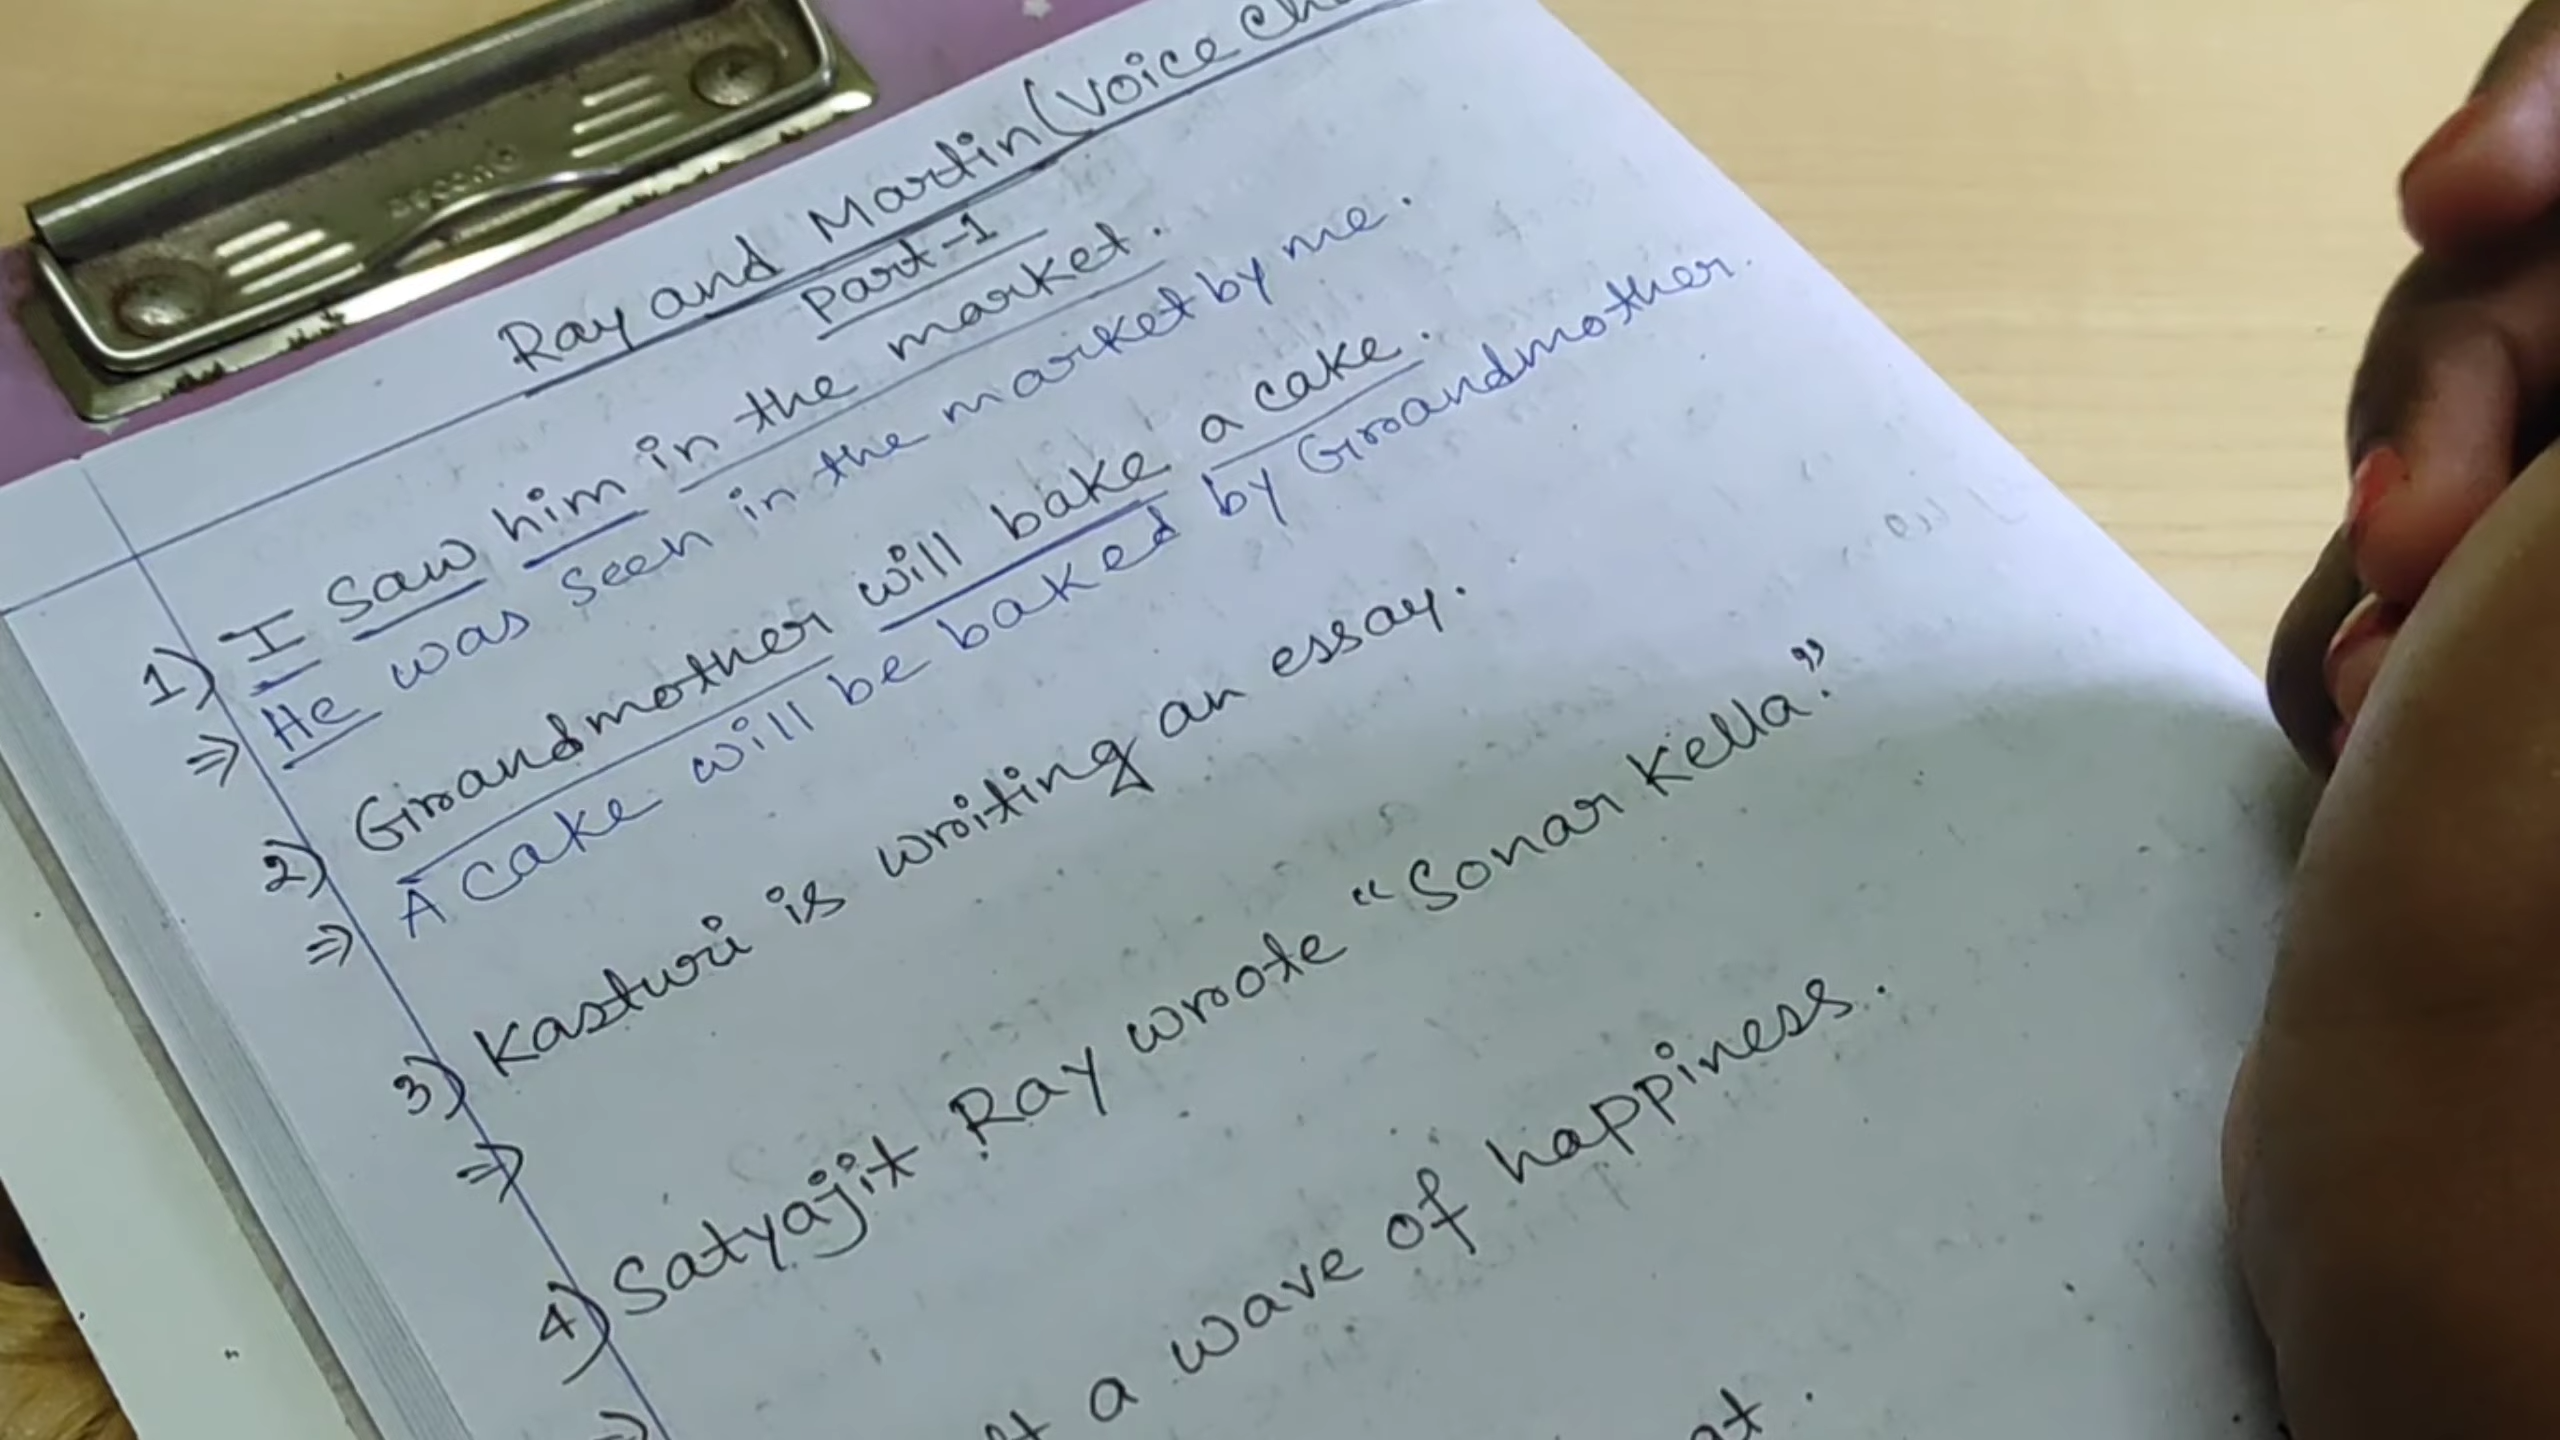 Ray and Martin (Voice
Part-1
1) I saw him in the market.
⇒ He was seen in the market by me.
2) Grandmother will bake a cake.
⇒ A cake will be baked by Grandmother.
3) Kasturi is writing an essay.
⇒
4) Satyajit Ray wrote "Sonar Kella."
⇒
a wave of happiness.